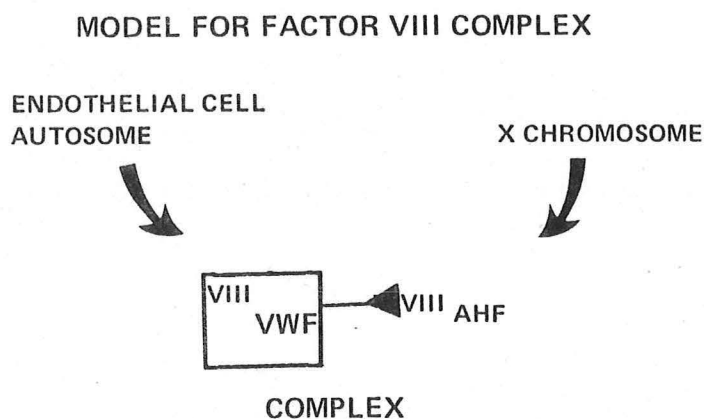 MODEL FOR FACTOR VIII COMPLEX
ENDOTHELIAL CELL
AUTOSOME
X CHROMOSOME
VIII
VWF
VIII AHF
COMPLEX